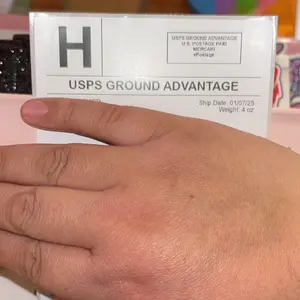 H
USPS GROUND ADVANTAGE
U.S. POSTAGE PAID
MERCARI
ePostage
USPS GROUND ADVANTAGE
Ship Date: 01/07/25
Weight: 4 oz